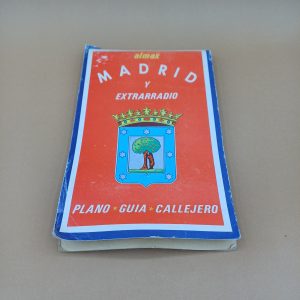 almax
MADRID
Y
EXTRARRADIO
PLANO * GUIA * CALLEJERO